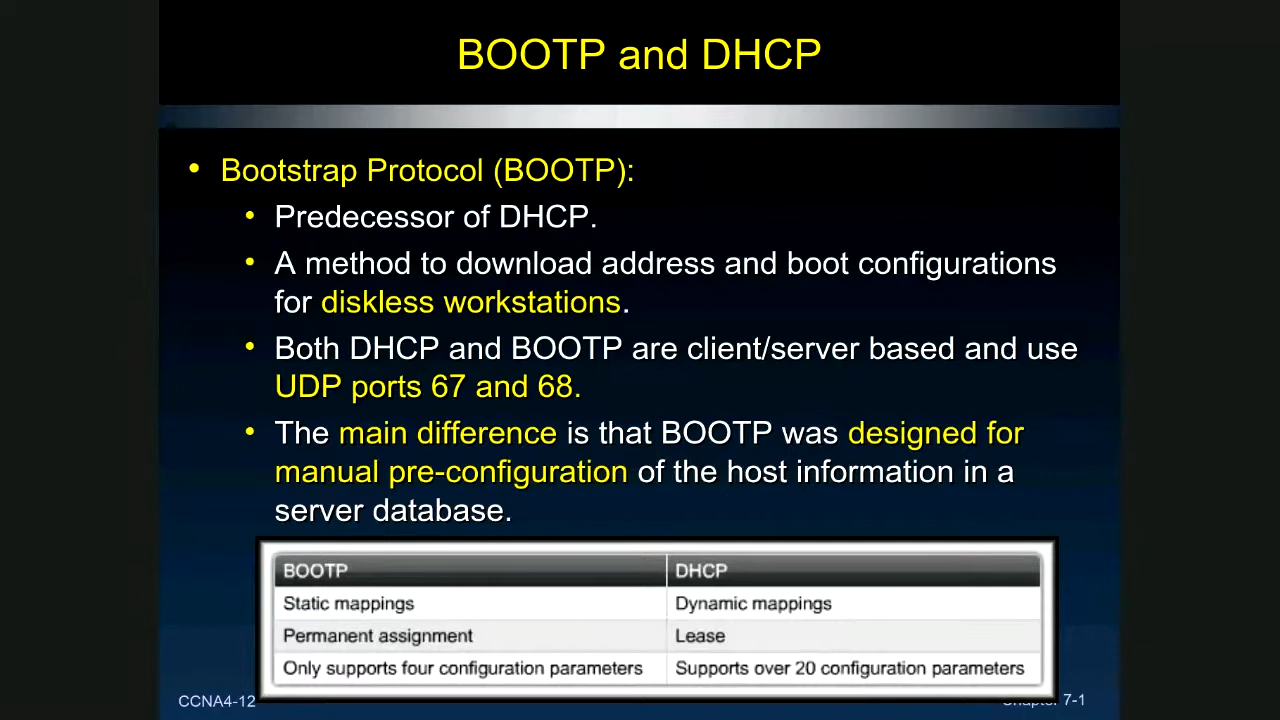 BOOTP and DHCP
• Bootstrap Protocol (BOOTP):
• Predecessor of DHCP.
• A method to download address and boot configurations
for diskless workstations.
• Both DHCP and BOOTP are client/server based and use
UDP ports 67 and 68.
• The main difference is that BOOTP was designed for
manual pre-configuration of the host information in a
server database.
BOOTP DHCP
Static mappings Dynamic mappings
Permanent assignment Lease
Only supports four configuration parameters Supports over 20 configuration parameters
CCNA4-12 Chapter 7-1